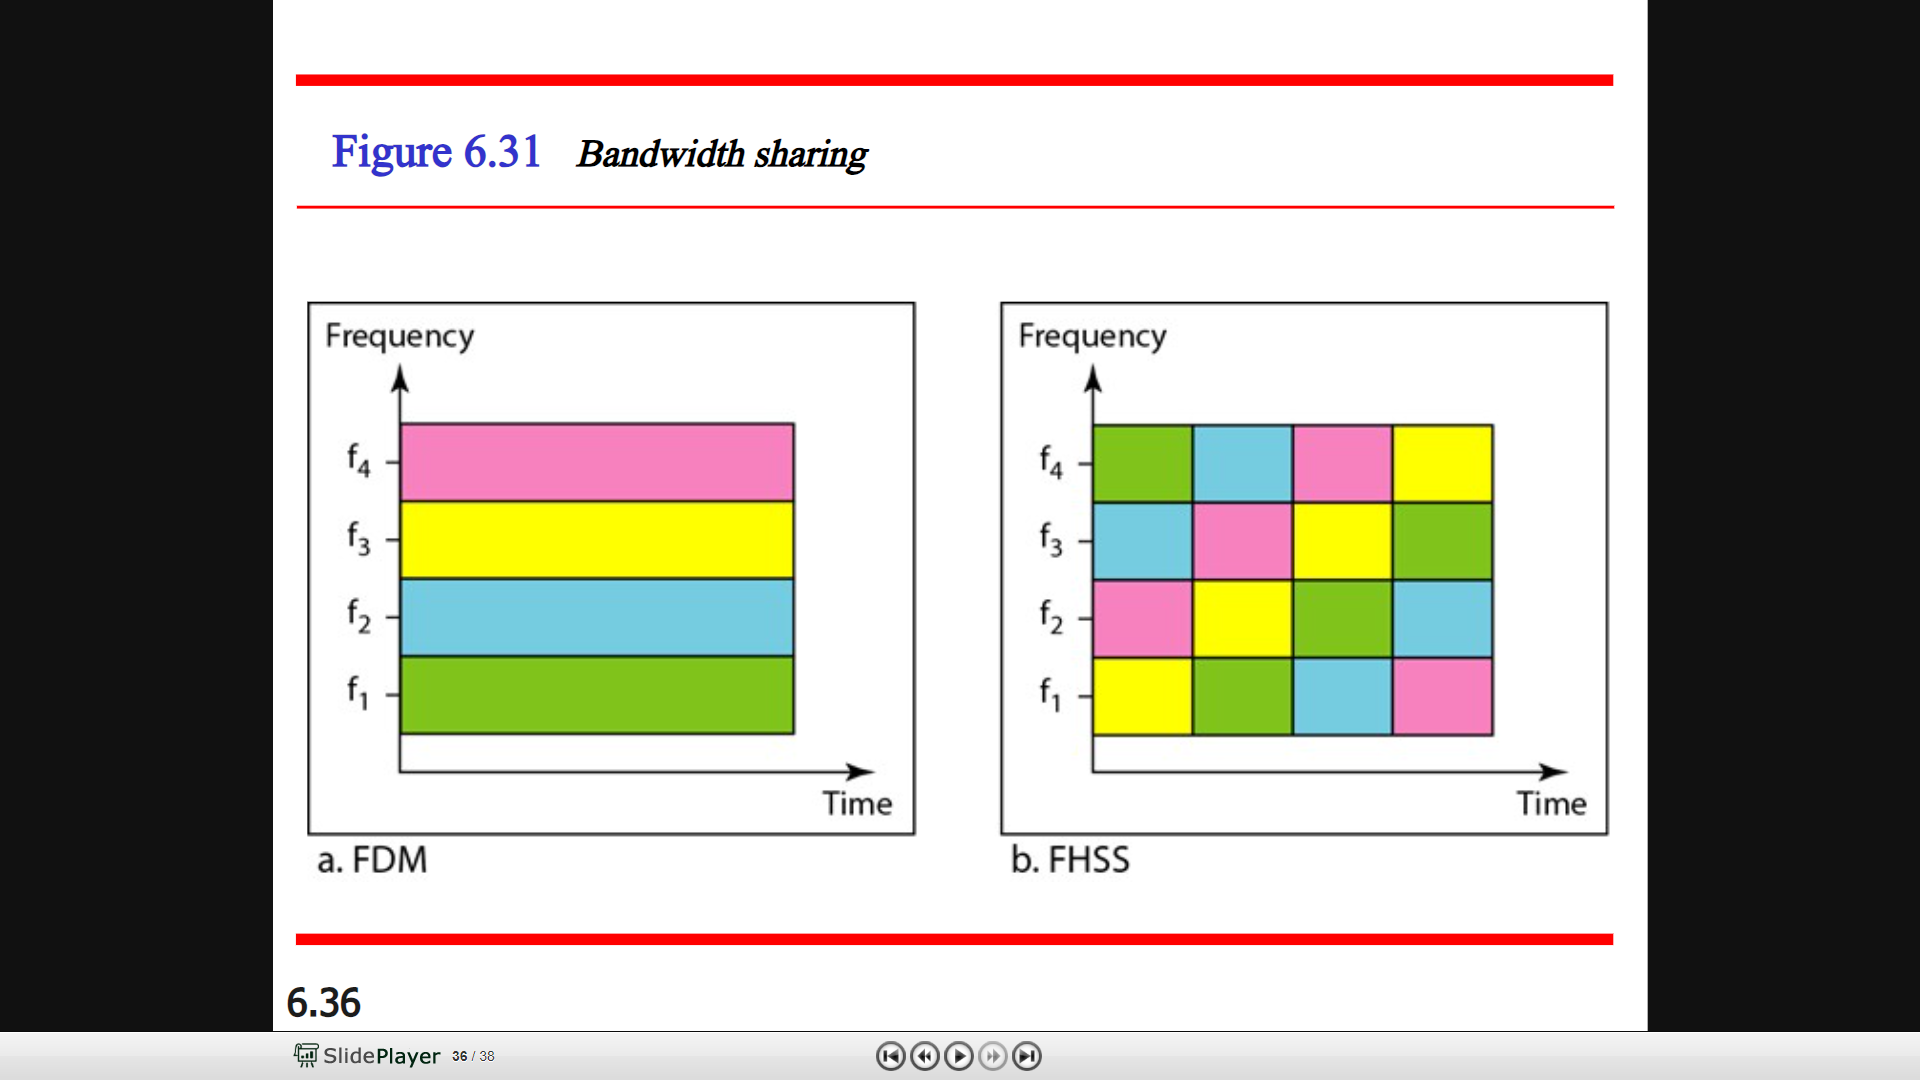 Figure 6.31 Bandwidth sharing
Frequency
f4
f3
f2
f1
Time
a. FDM
Frequency
f4
f3
f2
f1
Time
b. FHSS
6.36
SlidePlayer 36 / 38